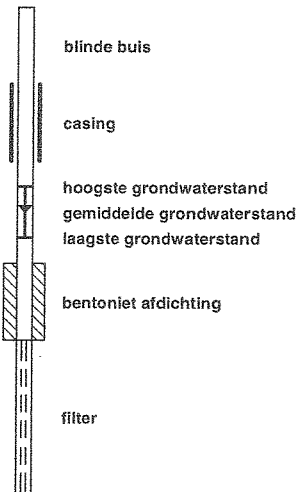 blinde buis
casing
hoogste grondwaterstand
gemiddelde grondwaterstand
laagste grondwaterstand
bentoniet afdichting
filter